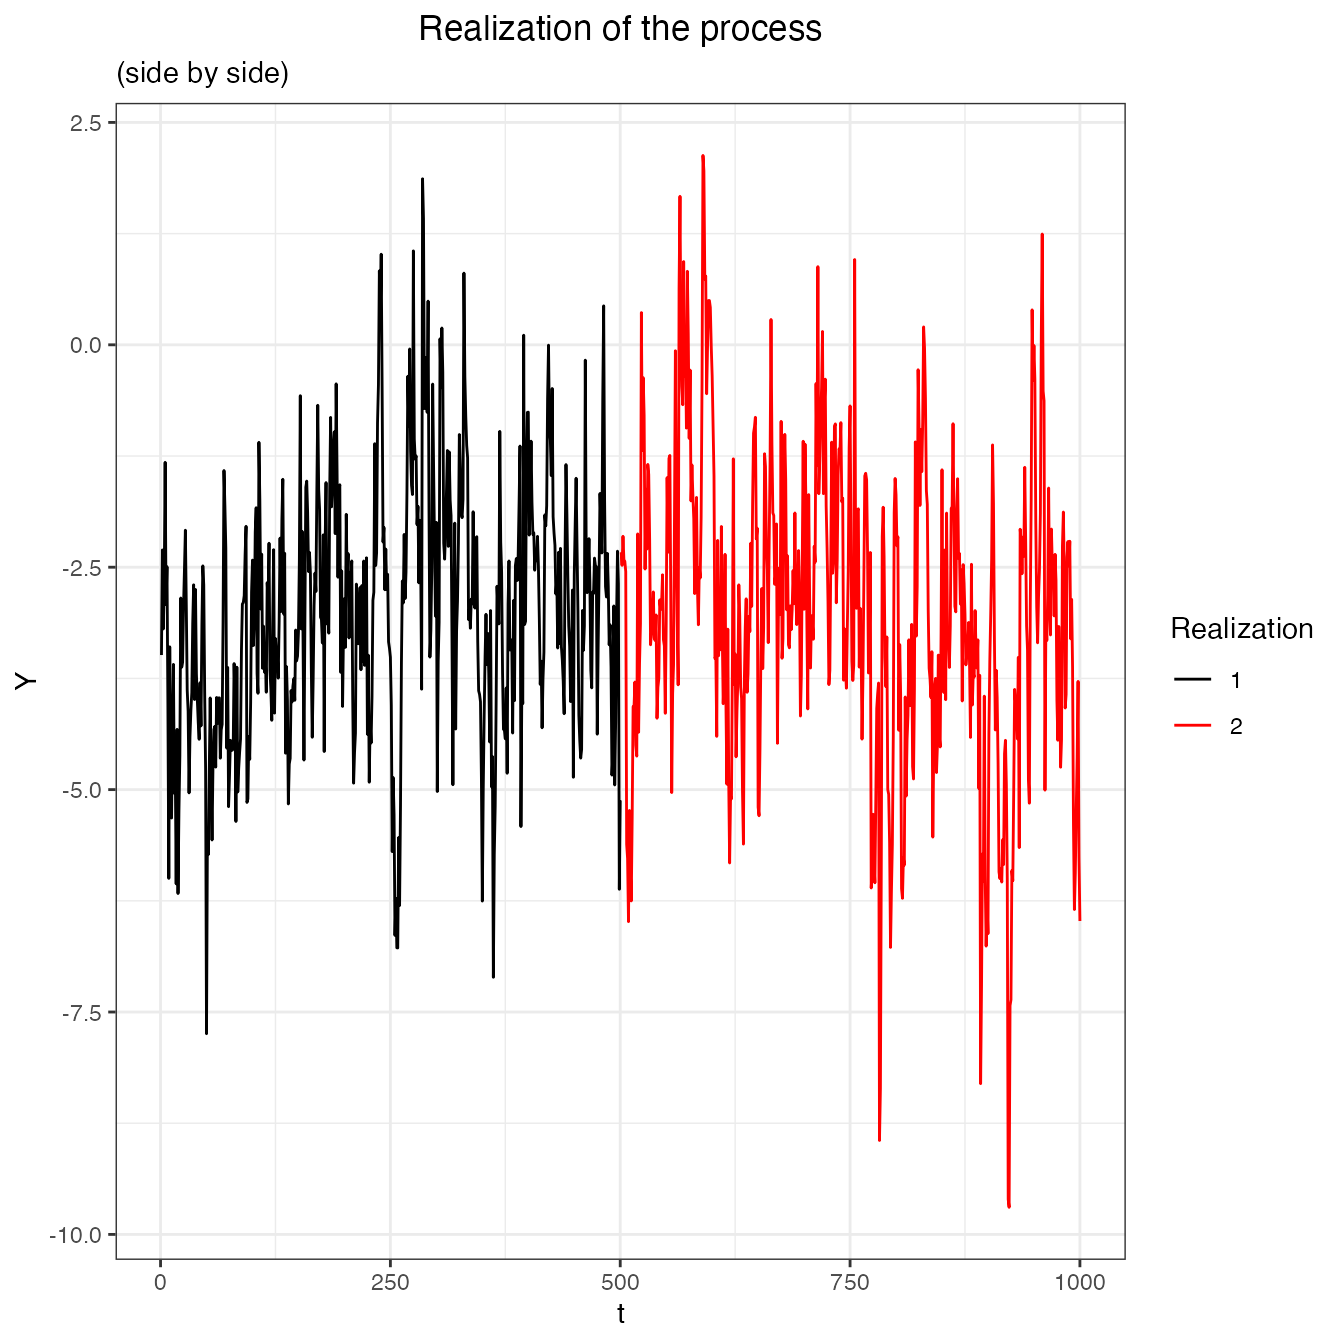 Realization of the process
(side by side)
2.5
0.0
-2.5
-5.0
-7.5
-10.0
Y
0 250 500 750 1000
t
Realization
1
2